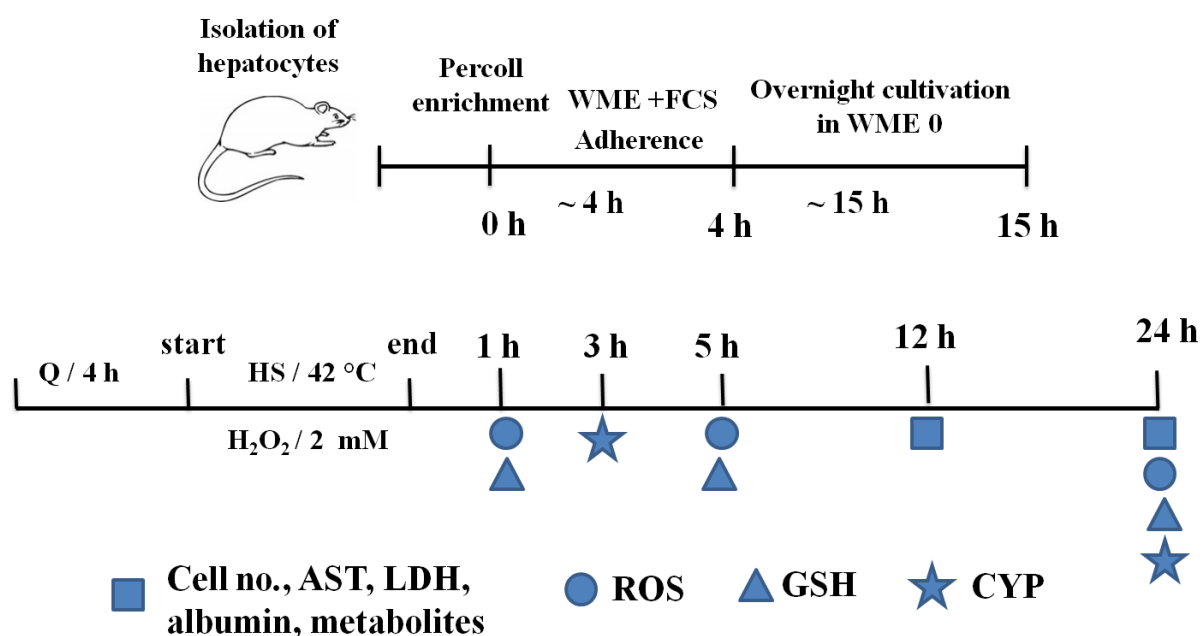 Isolation of
hepatocytes
Percoll
enrichment
WME +FCS
Adherence
Overnight cultivation
in WME 0
0 h
~ 4 h
4 h
~ 15 h
15 h
Q / 4 h
start
HS / 42 °C
end
1 h
3 h
5 h
12 h
24 h
H₂O₂ / 2 mM
Cell no., AST, LDH,
albumin, metabolites
ROS
GSH
CYP